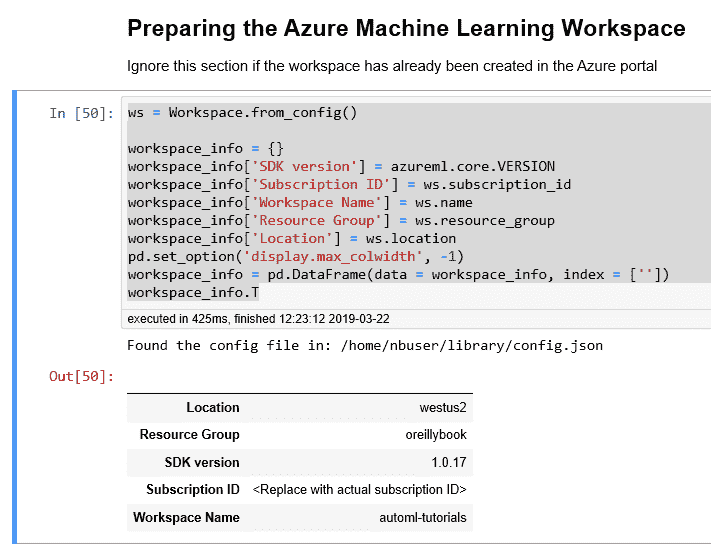 Preparing the Azure Machine Learning Workspace
Ignore this section if the workspace has already been created in the Azure portal
In [50]: ws = Workspace.from_config()
workspace_info = {}
workspace_info['SDK version'] = azureml.core.VERSION
workspace_info['Subscription ID'] = ws.subscription_id
workspace_info['Workspace Name'] = ws.name
workspace_info['Resource Group'] = ws.resource_group
workspace_info['Location'] = ws.location
pd.set_option('display.max_colwidth', -1)
workspace_info = pd.DataFrame(data = workspace_info, index = [''])
workspace_info.T
executed in 425ms, finished 12:23:12 2019-03-22
Found the config file in: /home/nbuser/library/config.json
Out[50]:
Location westus2
Resource Group oreillybook
SDK version 1.0.17
Subscription ID <Replace with actual subscription ID>
Workspace Name automl-tutorials